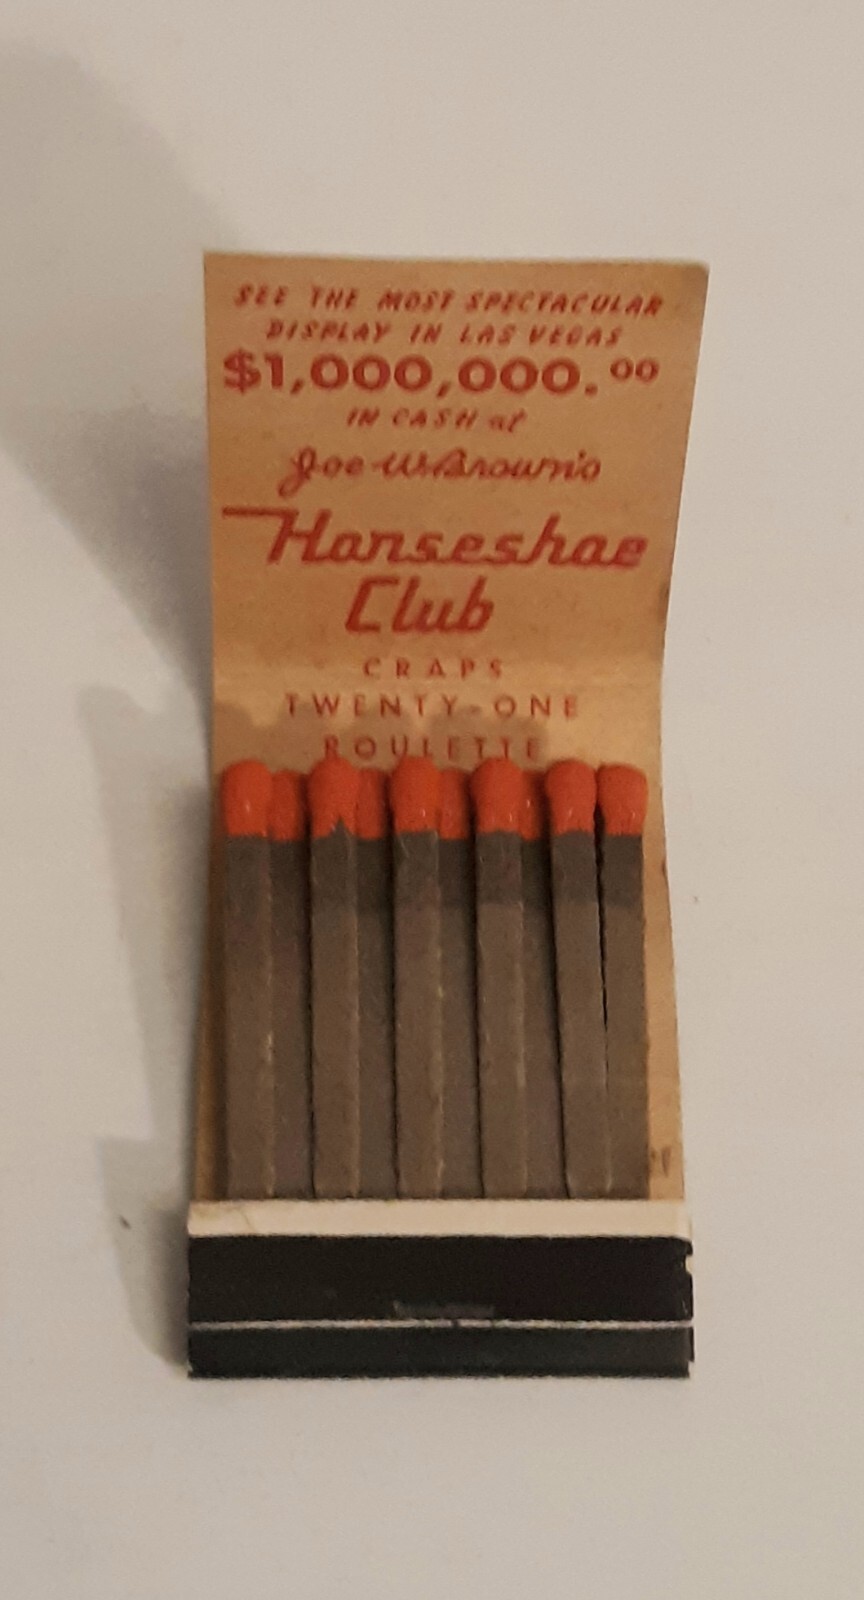 SEE THE MOST SPECTACULAR
DISPLAY IN LAS VEGAS
$1,000,000.00
IN CASH at
Joe W. Brown's
Horseshoe
Club
CRAPS
TWENTY-ONE
ROULETTE